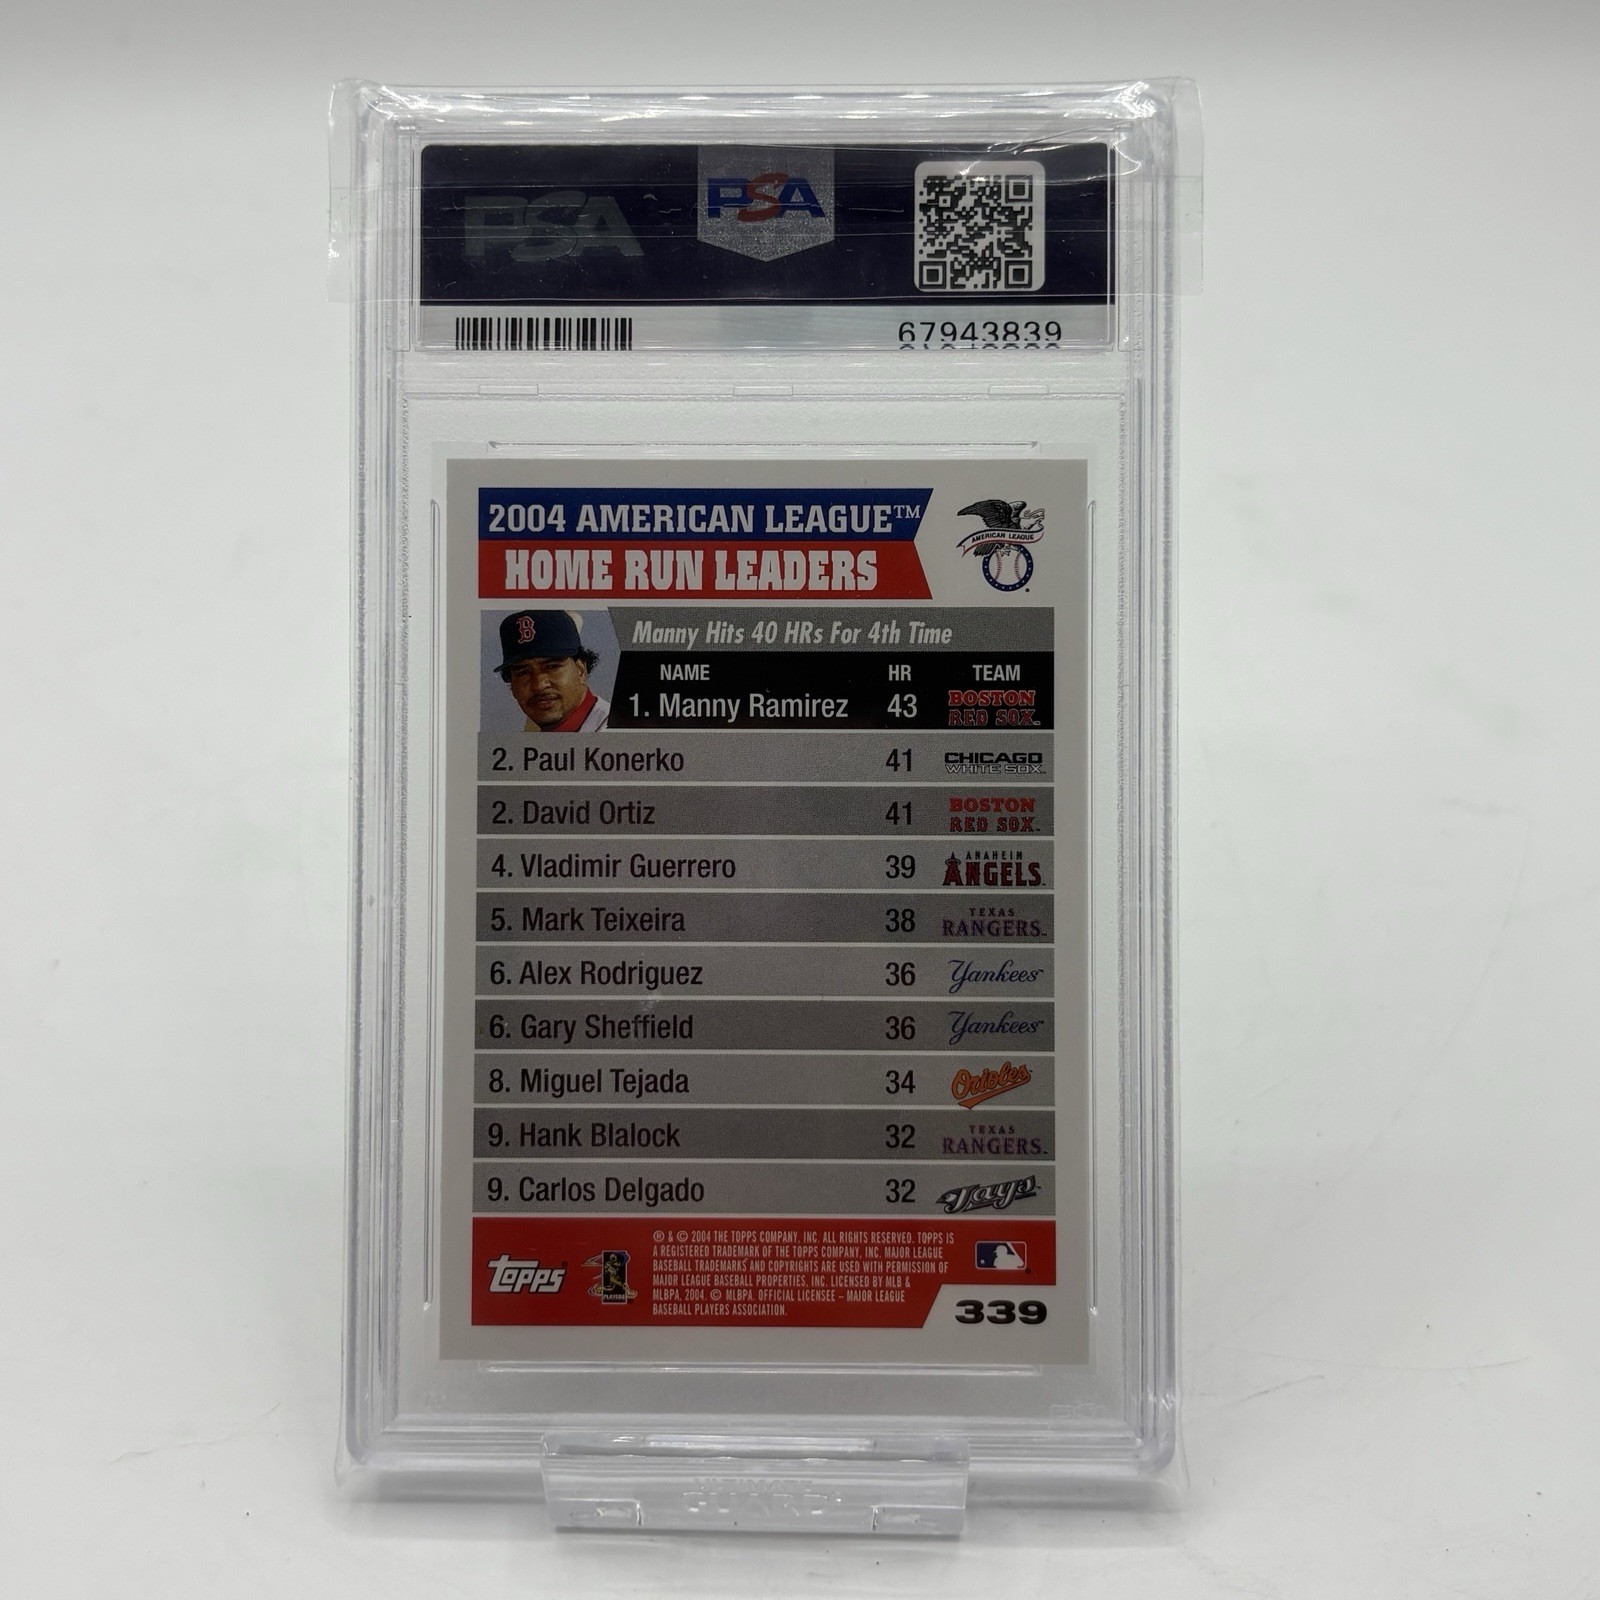 PSA
PSA
67943839
2004 AMERICAN LEAGUE™
HOME RUN LEADERS
AMERICAN LEAGUE
Manny Hits 40 HRs For 4th Time
NAME HR TEAM
1. Manny Ramirez 43 BOSTON RED SOX
2. Paul Konerko 41 CHICAGO WHITE SOX
2. David Ortiz 41 BOSTON RED SOX
4. Vladimir Guerrero 39 ANAHEIM ANGELS
5. Mark Teixeira 38 TEXAS RANGERS
6. Alex Rodriguez 36 Yankees
6. Gary Sheffield 36 Yankees
8. Miguel Tejada 34 Orioles
9. Hank Blalock 32 TEXAS RANGERS
9. Carlos Delgado 32 Jays
topps
PLAYERS
® & © 2004 THE TOPPS COMPANY, INC. ALL RIGHTS RESERVED. TOPPS IS
A REGISTERED TRADEMARK OF THE TOPPS COMPANY, INC. MAJOR LEAGUE
BASEBALL TRADEMARKS AND COPYRIGHTS ARE USED WITH PERMISSION OF
MAJOR LEAGUE BASEBALL PROPERTIES, INC. LICENSED BY MLB &
MLBPA, 2004. © MLBPA. OFFICIAL LICENSEE – MAJOR LEAGUE
BASEBALL PLAYERS ASSOCIATION.
339
ULTIMATE
GUARD